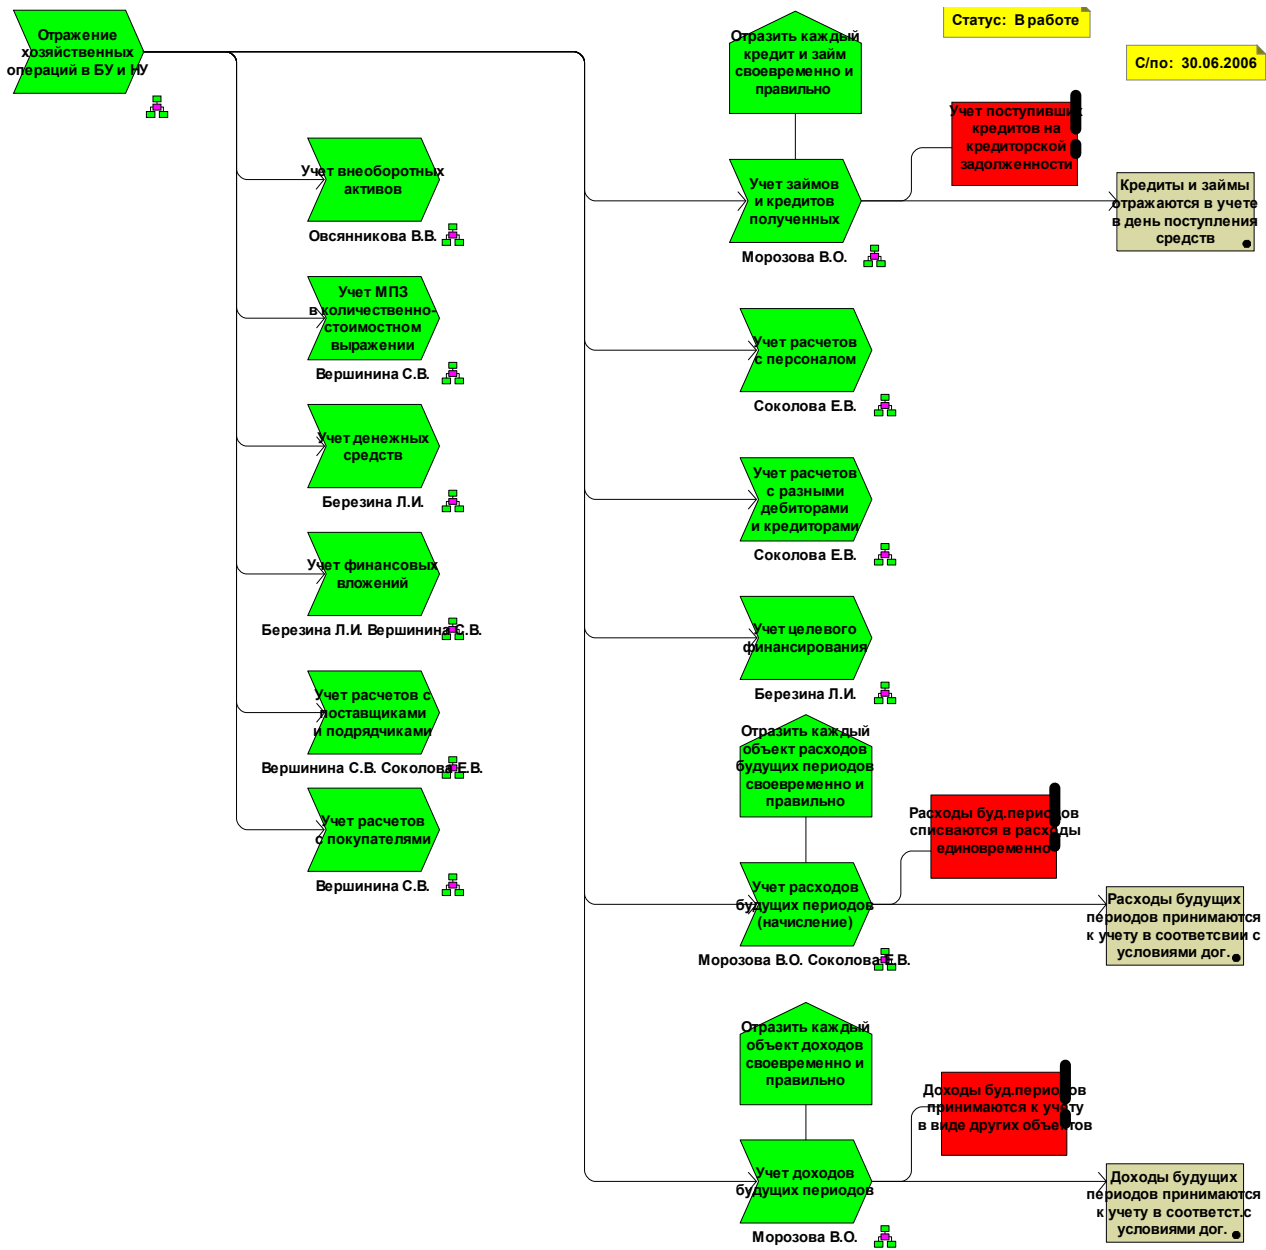 Отражение
хозяйственных
операций в БУ и НУ
Учет внеоборотных
активов
Овсянникова В.В.
Учет МПЗ
в количественно-
стоимостном
выражении
Вершинина С.В.
Учет денежных
средств
Березина Л.И.
Учет финансовых
вложений
Березина Л.И. Вершинина С.В.
Учет расчетов с
поставщиками
и подрядчиками
Вершинина С.В. Соколова Е.В.
Учет расчетов
с покупателями
Вершинина С.В.
Статус: В работе
С/по: 30.06.2006
Отразить каждый
кредит и займ
своевременно и
правильно
Учет поступивших
кредитов на
кредиторской
задолженности
Учет займов
и кредитов
полученных
Морозова В.О.
Кредиты и займы
отражаются в учете
в день поступления
средств
Учет расчетов
с персоналом
Соколова Е.В.
Учет расчетов
с разными
дебиторами
и кредиторами
Соколова Е.В.
Учет целевого
финансирования
Березина Л.И.
Отразить каждый
объект расходов
будущих периодов
своевременно и
правильно
Расходы буд.периодов
списваются в расходы
единовременно
Учет расходов
будущих периодов
(начисление)
Морозова В.О. Соколова Е.В.
Расходы будущих
периодов принимаются
к учету в соответсвии с
условиями дог.
Отразить каждый
объект доходов
своевременно и
правильно
Доходы буд.периодов
принимаются к учету
в виде других объектов
Учет доходов
будущих периодов
Морозова В.О.
Доходы будущих
периодов принимаются
к учету в соответст.с
условиями дог.